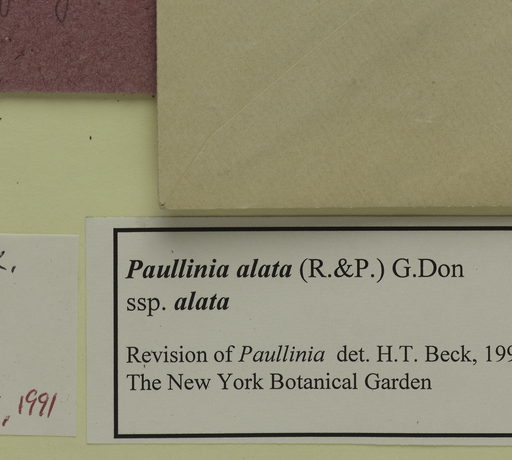 Paullinia alata (R.&P.) G.Don
ssp. alata
Revision of Paullinia det. H.T. Beck, 199
The New York Botanical Garden
, 1991